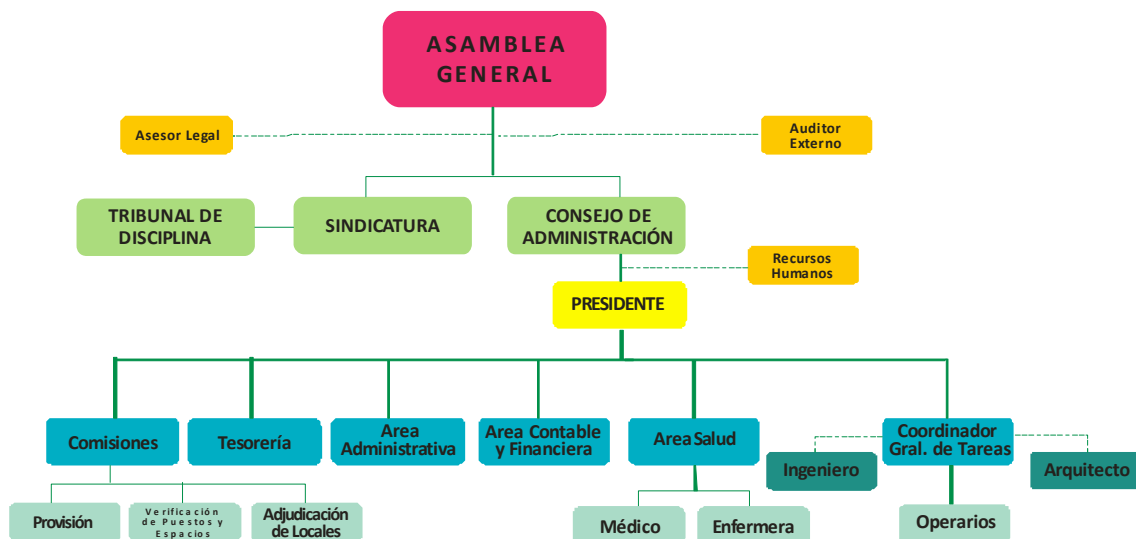 ASAMBLEA
GENERAL
Asesor Legal
Auditor
Externo
TRIBUNAL DE
DISCIPLINA
SINDICATURA
CONSEJO DE
ADMINISTRACIÓN
Recursos
Humanos
PRESIDENTE
Comisiones
Tesorería
Area
Administrativa
Area Contable
y Financiera
Area Salud
Coordinador
Gral. de Tareas
Ingeniero
Arquitecto
Provisión
Verificación
de Puestos y
Espacios
Adjudicación
de Locales
Médico
Enfermera
Operarios